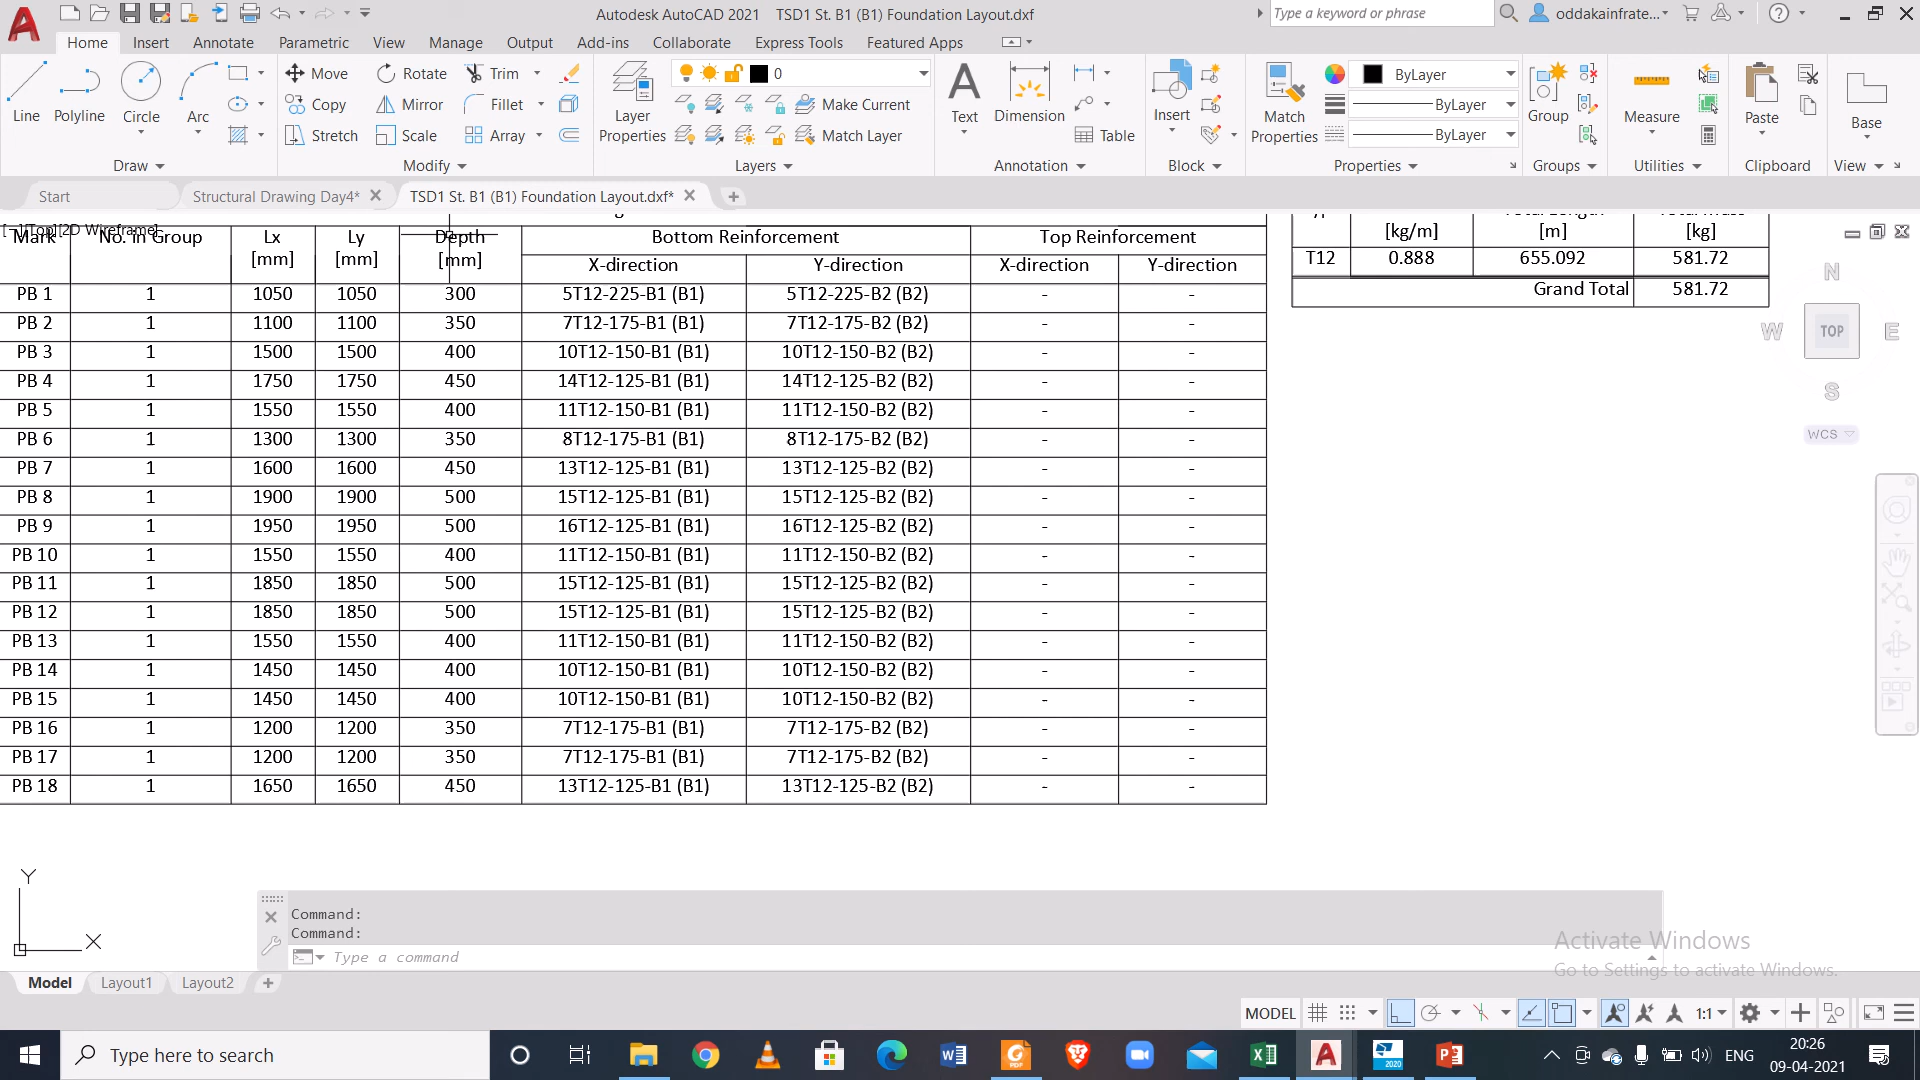 Autodesk AutoCAD 2021 TSD1 St. B1 (B1) Foundation Layout.dxf
Type a keyword or phrase
oddakainfrate...
Home Insert Annotate Parametric View Manage Output Add-ins Collaborate Express Tools Featured Apps
Move Rotate Trim 0 ByLayer
Copy Mirror Fillet Make Current ByLayer
Line Polyline Circle Arc Layer Text Dimension Insert Match Group Measure Paste Base
Stretch Scale Array Properties Match Layer Table Properties ByLayer
Draw Modify Layers Annotation Block Properties Groups Utilities Clipboard View
Start Structural Drawing Day4* TSD1 St. B1 (B1) Foundation Layout.dxf*
[−][Top][2D Wireframe]
Mark No. in Group Lx Ly Depth Bottom Reinforcement Top Reinforcement
[mm] [mm] [mm] X-direction Y-direction X-direction Y-direction
PB 1 1 1050 1050 300 5T12-225-B1 (B1) 5T12-225-B2 (B2) - -
PB 2 1 1100 1100 350 7T12-175-B1 (B1) 7T12-175-B2 (B2) - -
PB 3 1 1500 1500 400 10T12-150-B1 (B1) 10T12-150-B2 (B2) - -
PB 4 1 1750 1750 450 14T12-125-B1 (B1) 14T12-125-B2 (B2) - -
PB 5 1 1550 1550 400 11T12-150-B1 (B1) 11T12-150-B2 (B2) - -
PB 6 1 1300 1300 350 8T12-175-B1 (B1) 8T12-175-B2 (B2) - -
PB 7 1 1600 1600 450 13T12-125-B1 (B1) 13T12-125-B2 (B2) - -
PB 8 1 1900 1900 500 15T12-125-B1 (B1) 15T12-125-B2 (B2) - -
PB 9 1 1950 1950 500 16T12-125-B1 (B1) 16T12-125-B2 (B2) - -
PB 10 1 1550 1550 400 11T12-150-B1 (B1) 11T12-150-B2 (B2) - -
PB 11 1 1850 1850 500 15T12-125-B1 (B1) 15T12-125-B2 (B2) - -
PB 12 1 1850 1850 500 15T12-125-B1 (B1) 15T12-125-B2 (B2) - -
PB 13 1 1550 1550 400 11T12-150-B1 (B1) 11T12-150-B2 (B2) - -
PB 14 1 1450 1450 400 10T12-150-B1 (B1) 10T12-150-B2 (B2) - -
PB 15 1 1450 1450 400 10T12-150-B1 (B1) 10T12-150-B2 (B2) - -
PB 16 1 1200 1200 350 7T12-175-B1 (B1) 7T12-175-B2 (B2) - -
PB 17 1 1200 1200 350 7T12-175-B1 (B1) 7T12-175-B2 (B2) - -
PB 18 1 1650 1650 450 13T12-125-B1 (B1) 13T12-125-B2 (B2) - -
[kg/m] [m] [kg]
T12 0.888 655.092 581.72
Grand Total 581.72
N
W TOP E
S
WCS
Y
X
Command:
Command:
Type a command
Activate Windows
Go to Settings to activate Windows.
Model Layout1 Layout2
MODEL 1:1
Type here to search
PDF
2020
ENG
20:26
09-04-2021